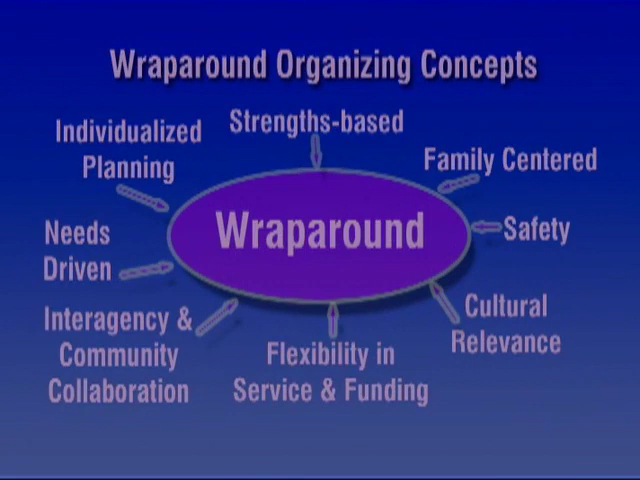 Wraparound Organizing Concepts
Strengths-based
Individualized
Planning
Family Centered
Wraparound
Needs
Driven
Safety
Interagency &
Community
Collaboration
Flexibility in
Service & Funding
Cultural
Relevance